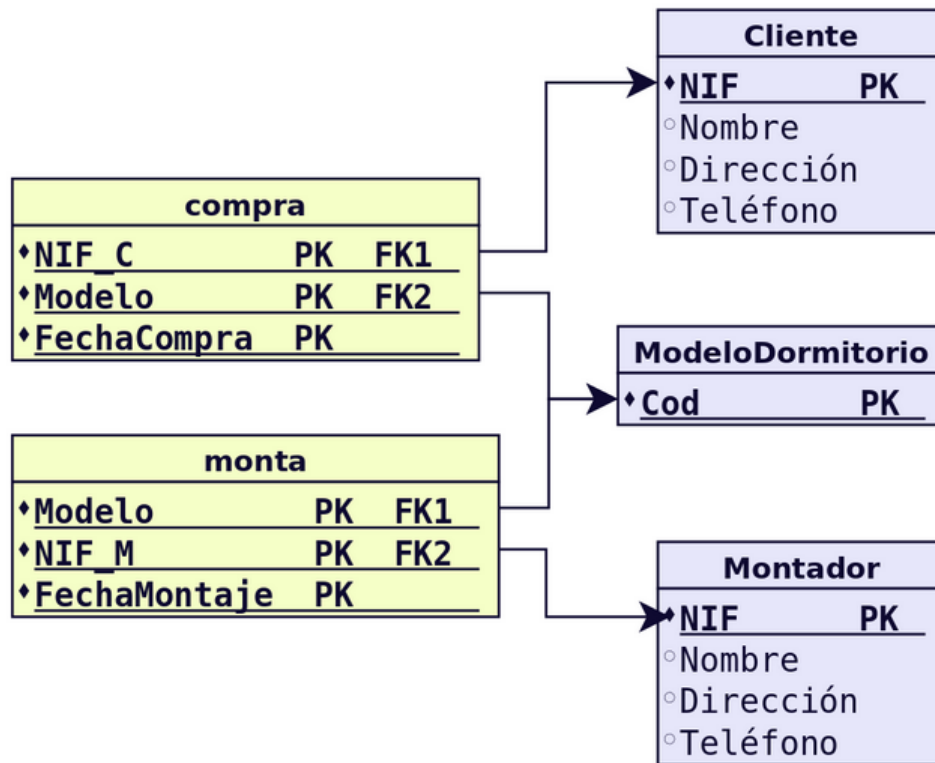 Cliente
NIF PK
Nombre
Dirección
Teléfono
compra
NIF_C PK FK1
Modelo PK FK2
FechaCompra PK
ModeloDormitorio
Cod PK
monta
Modelo PK FK1
NIF_M PK FK2
FechaMontaje PK
Montador
NIF PK
Nombre
Dirección
Teléfono